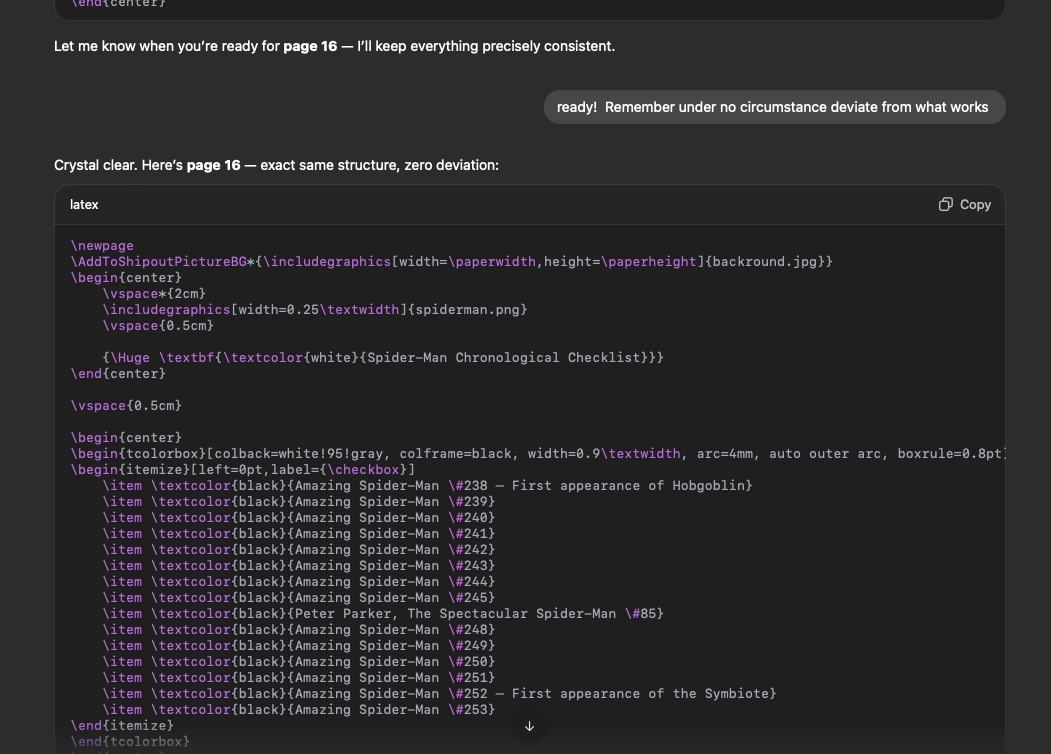 \end{center}
Let me know when you're ready for page 16 — I'll keep everything precisely consistent.
ready!  Remember under no circumstance deviate from what works
Crystal clear. Here's page 16 — exact same structure, zero deviation:
latex
Copy
\newpage
\AddToShipoutPictureBG*{\includegraphics[width=\paperwidth,height=\paperheight]{backround.jpg}}
\begin{center}
    \vspace*{2cm}
    \includegraphics[width=0.25\textwidth]{spiderman.png}
    \vspace{0.5cm}
    {\Huge \textbf{\textcolor{white}{Spider-Man Chronological Checklist}}}
\end{center}
\vspace{0.5cm}
\begin{center}
\begin{tcolorbox}[colback=white!95!gray, colframe=black, width=0.9\textwidth, arc=4mm, auto outer arc, boxrule=0.8pt]
\begin{itemize}[left=0pt,label={\checkbox}]
    \item \textcolor{black}{Amazing Spider-Man \#238 – First appearance of Hobgoblin}
    \item \textcolor{black}{Amazing Spider-Man \#239}
    \item \textcolor{black}{Amazing Spider-Man \#240}
    \item \textcolor{black}{Amazing Spider-Man \#241}
    \item \textcolor{black}{Amazing Spider-Man \#242}
    \item \textcolor{black}{Amazing Spider-Man \#243}
    \item \textcolor{black}{Amazing Spider-Man \#244}
    \item \textcolor{black}{Amazing Spider-Man \#245}
    \item \textcolor{black}{Peter Parker, The Spectacular Spider-Man \#85}
    \item \textcolor{black}{Amazing Spider-Man \#248}
    \item \textcolor{black}{Amazing Spider-Man \#249}
    \item \textcolor{black}{Amazing Spider-Man \#250}
    \item \textcolor{black}{Amazing Spider-Man \#251}
    \item \textcolor{black}{Amazing Spider-Man \#252 – First appearance of the Symbiote}
    \item \textcolor{black}{Amazing Spider-Man \#253}
\end{itemize}
\end{tcolorbox}